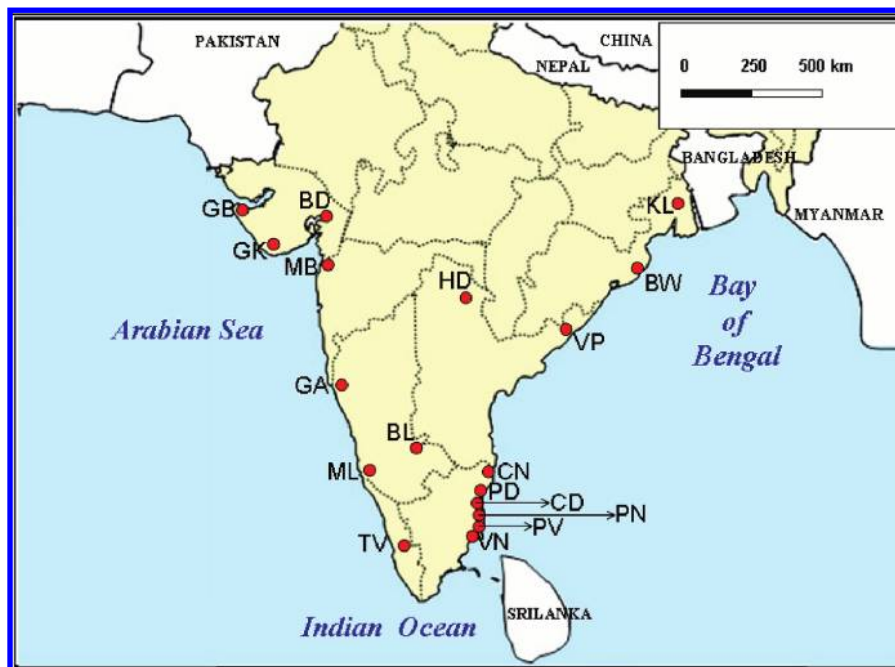 PAKISTAN
CHINA
NEPAL
0 250 500 km
BANGLADESH
MYANMAR
GB
BD
KL
GK
MB
HD
BW
Bay
of
Bengal
Arabian Sea
VP
GA
BL
ML
CN
PD
CD
PN
PV
TV
VN
SRILANKA
Indian Ocean